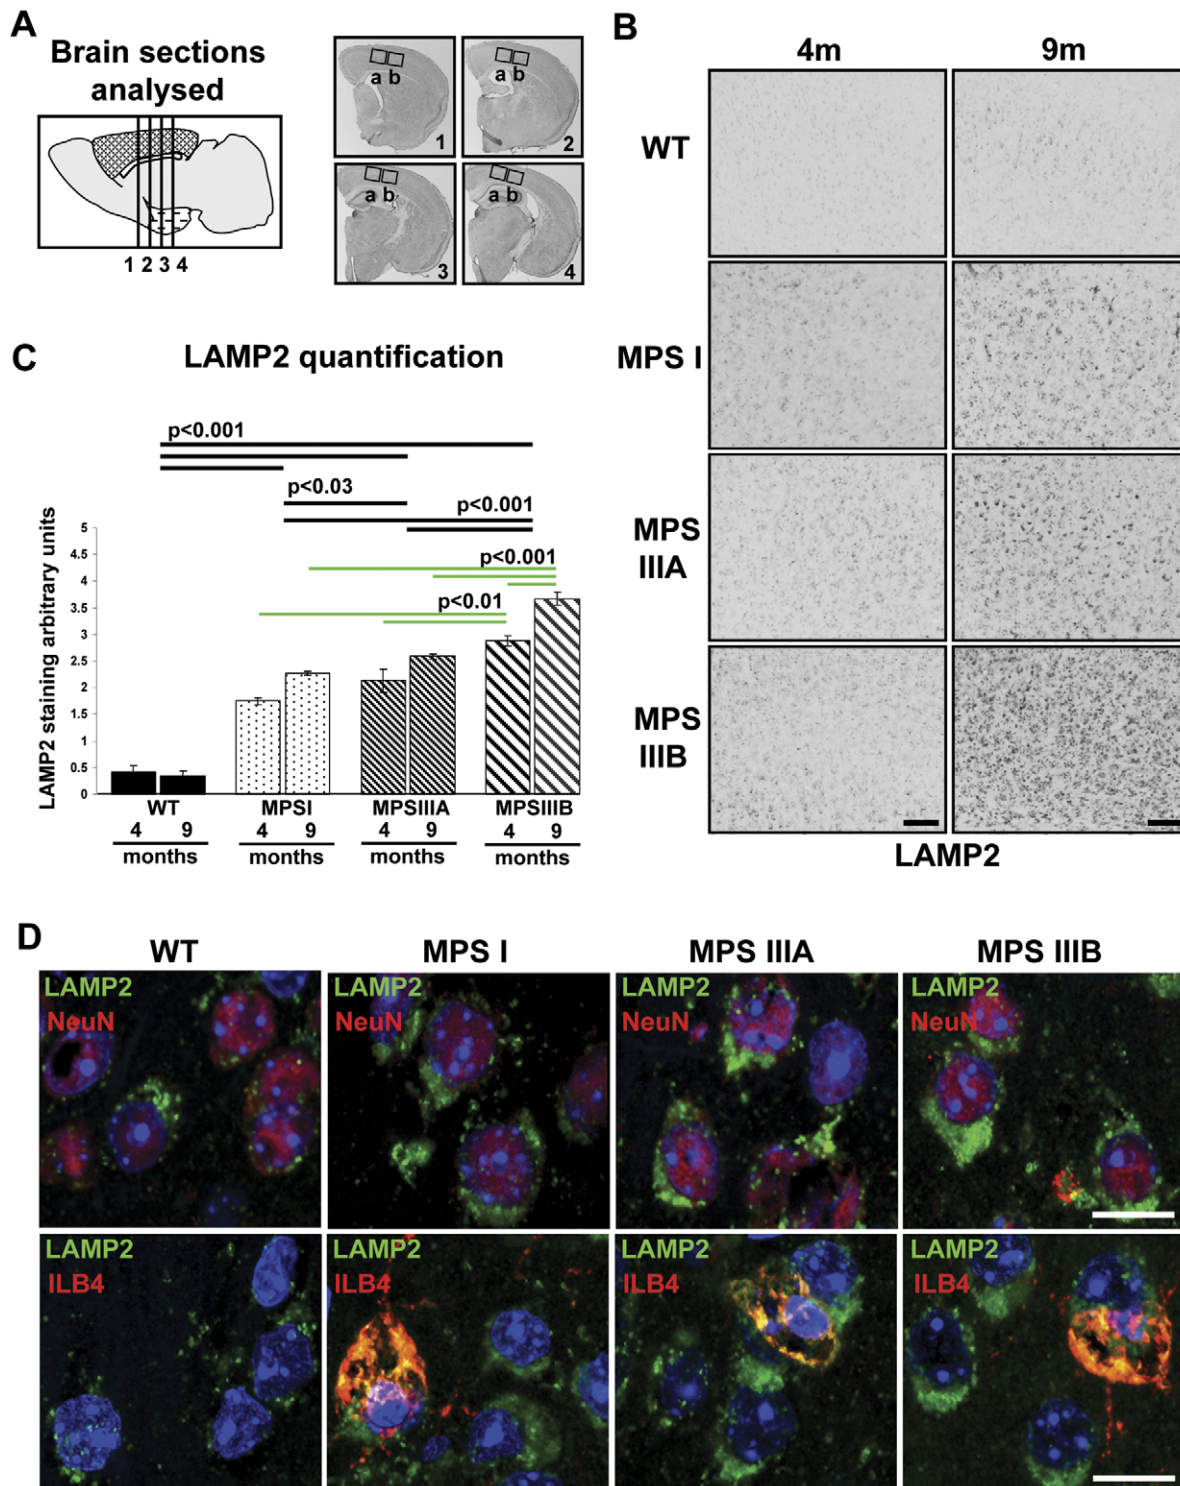 A
Brain sections
analysed
1 2 3 4
a b
1
a b
2
a b
3
a b
4
B
4m
9m
WT
MPS I
MPS
IIIA
MPS
IIIB
LAMP2
C
LAMP2 quantification
p<0.001
p<0.03
p<0.001
p<0.001
p<0.01
LAMP2 staining arbitrary units
5
4.5
4
3.5
3
2.5
2
1.5
1
0.5
0
WT
MPSI
MPSIIIA
MPSIIIB
4 9
4 9
4 9
4 9
months
months
months
months
D
WT
MPS I
MPS IIIA
MPS IIIB
LAMP2
NeuN
LAMP2
NeuN
LAMP2
NeuN
LAMP2
NeuN
LAMP2
ILB4
LAMP2
ILB4
LAMP2
ILB4
LAMP2
ILB4